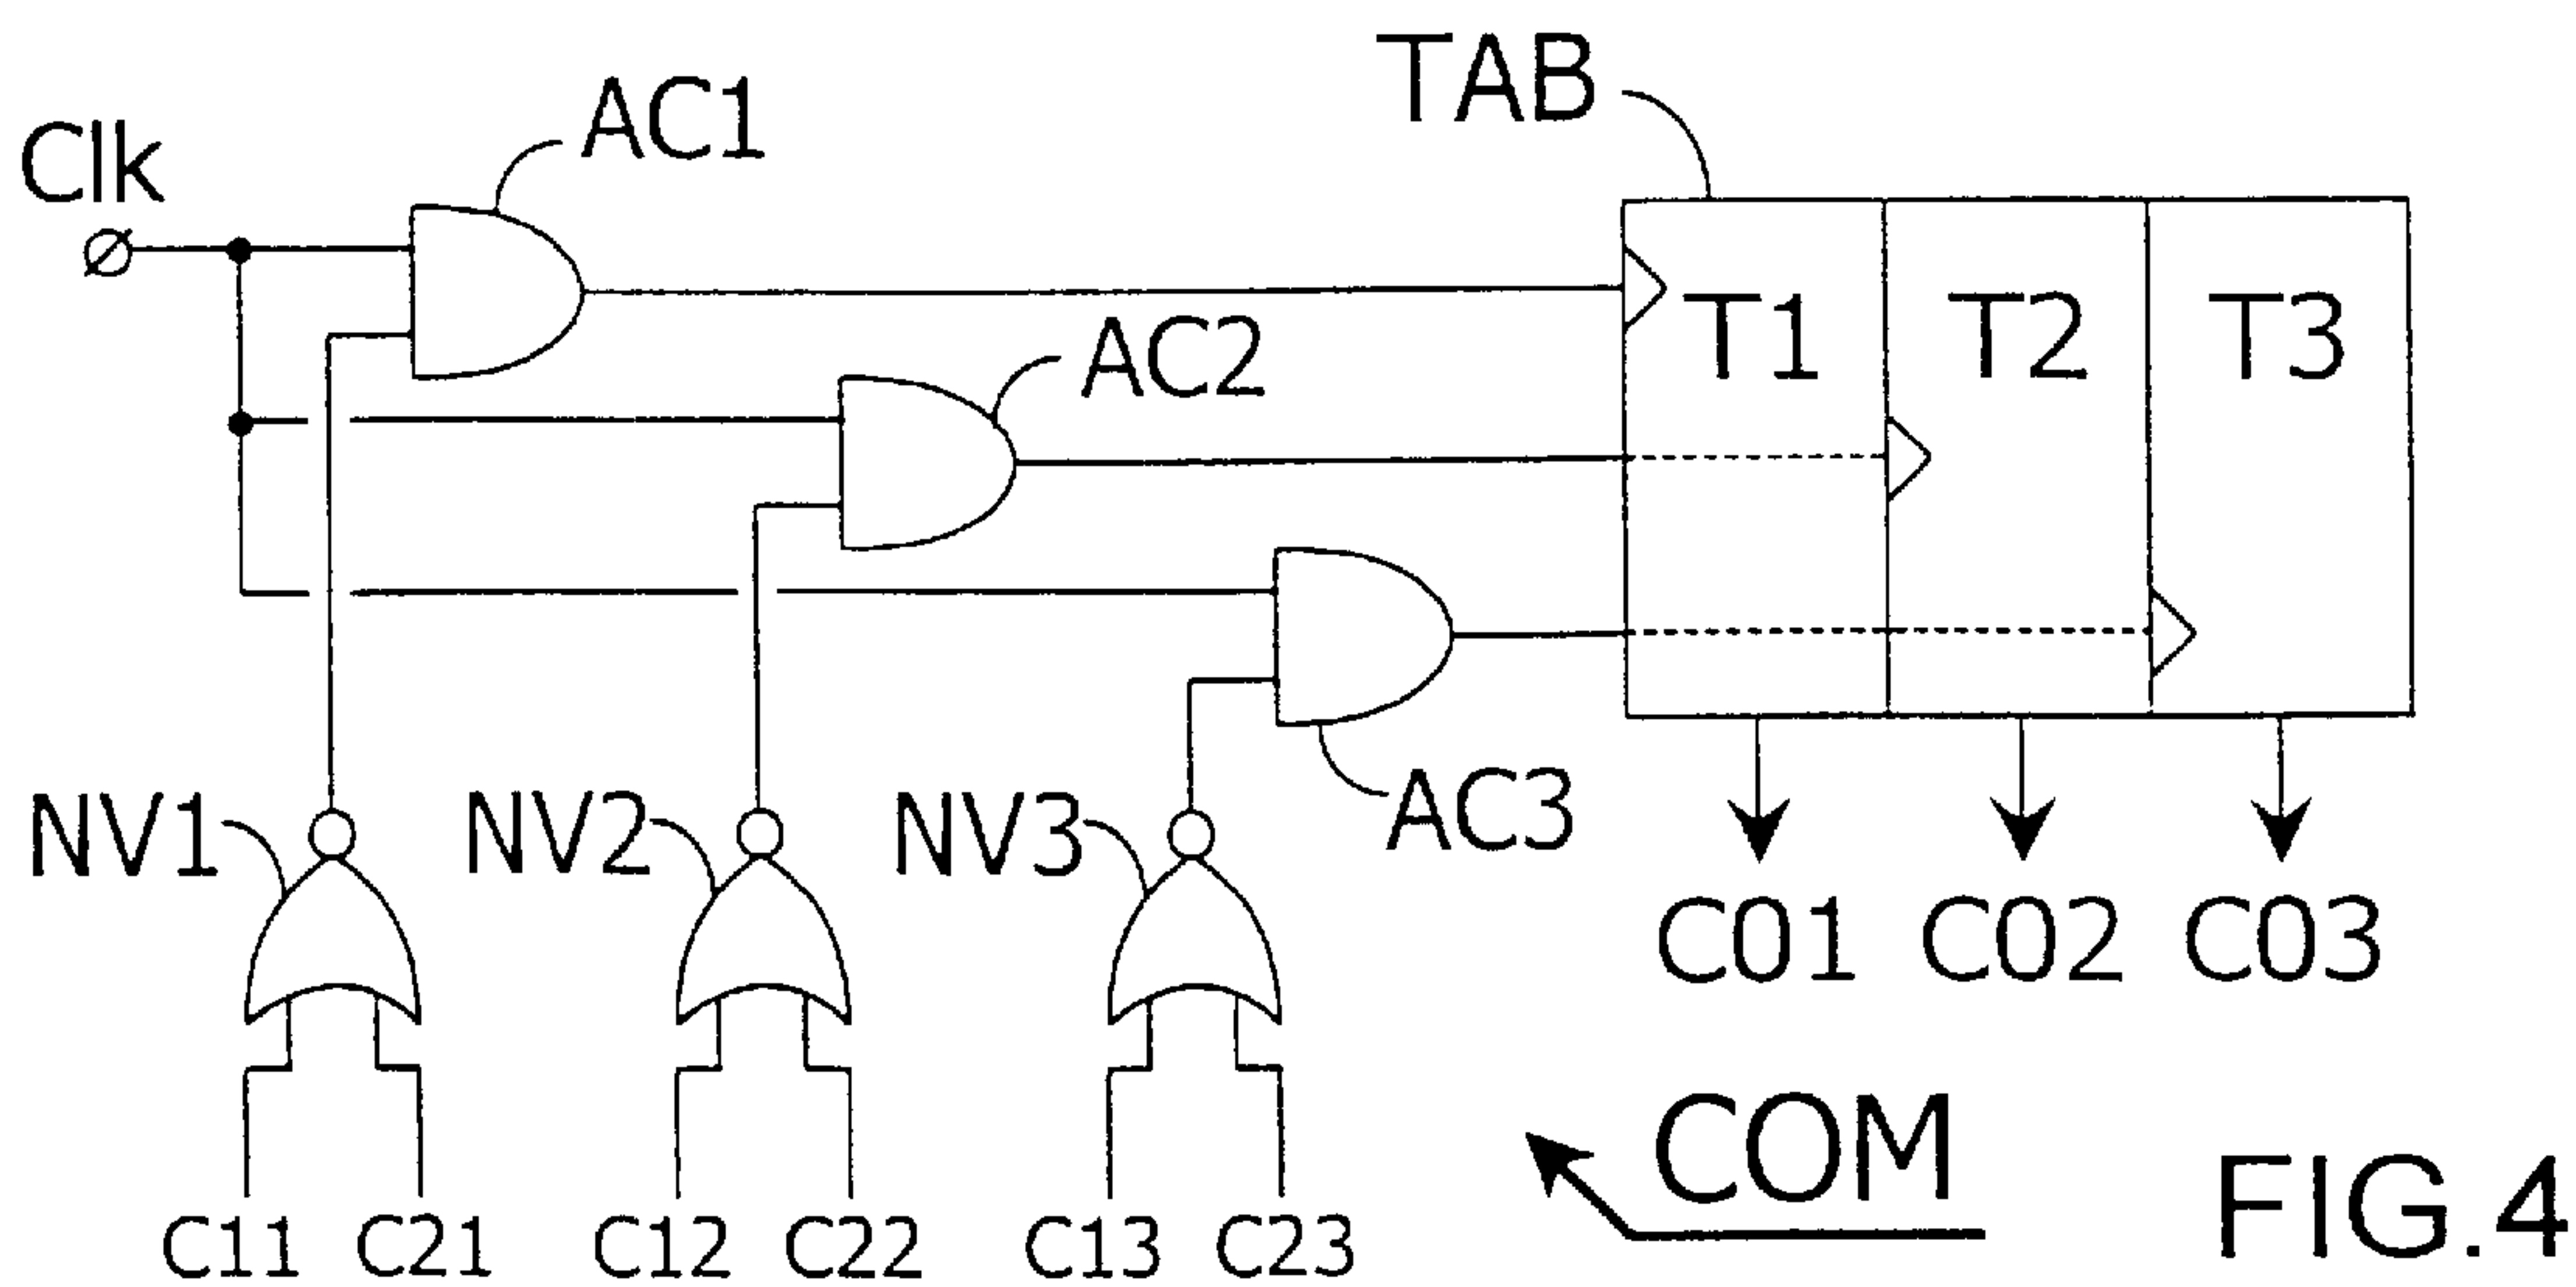 TAB
AC1
Clk
T1 T2 T3
AC2
NV1 NV2 NV3 AC3
C01 C02 C03
COM
FIG.4
C11 C21 C12 C22 C13 C23